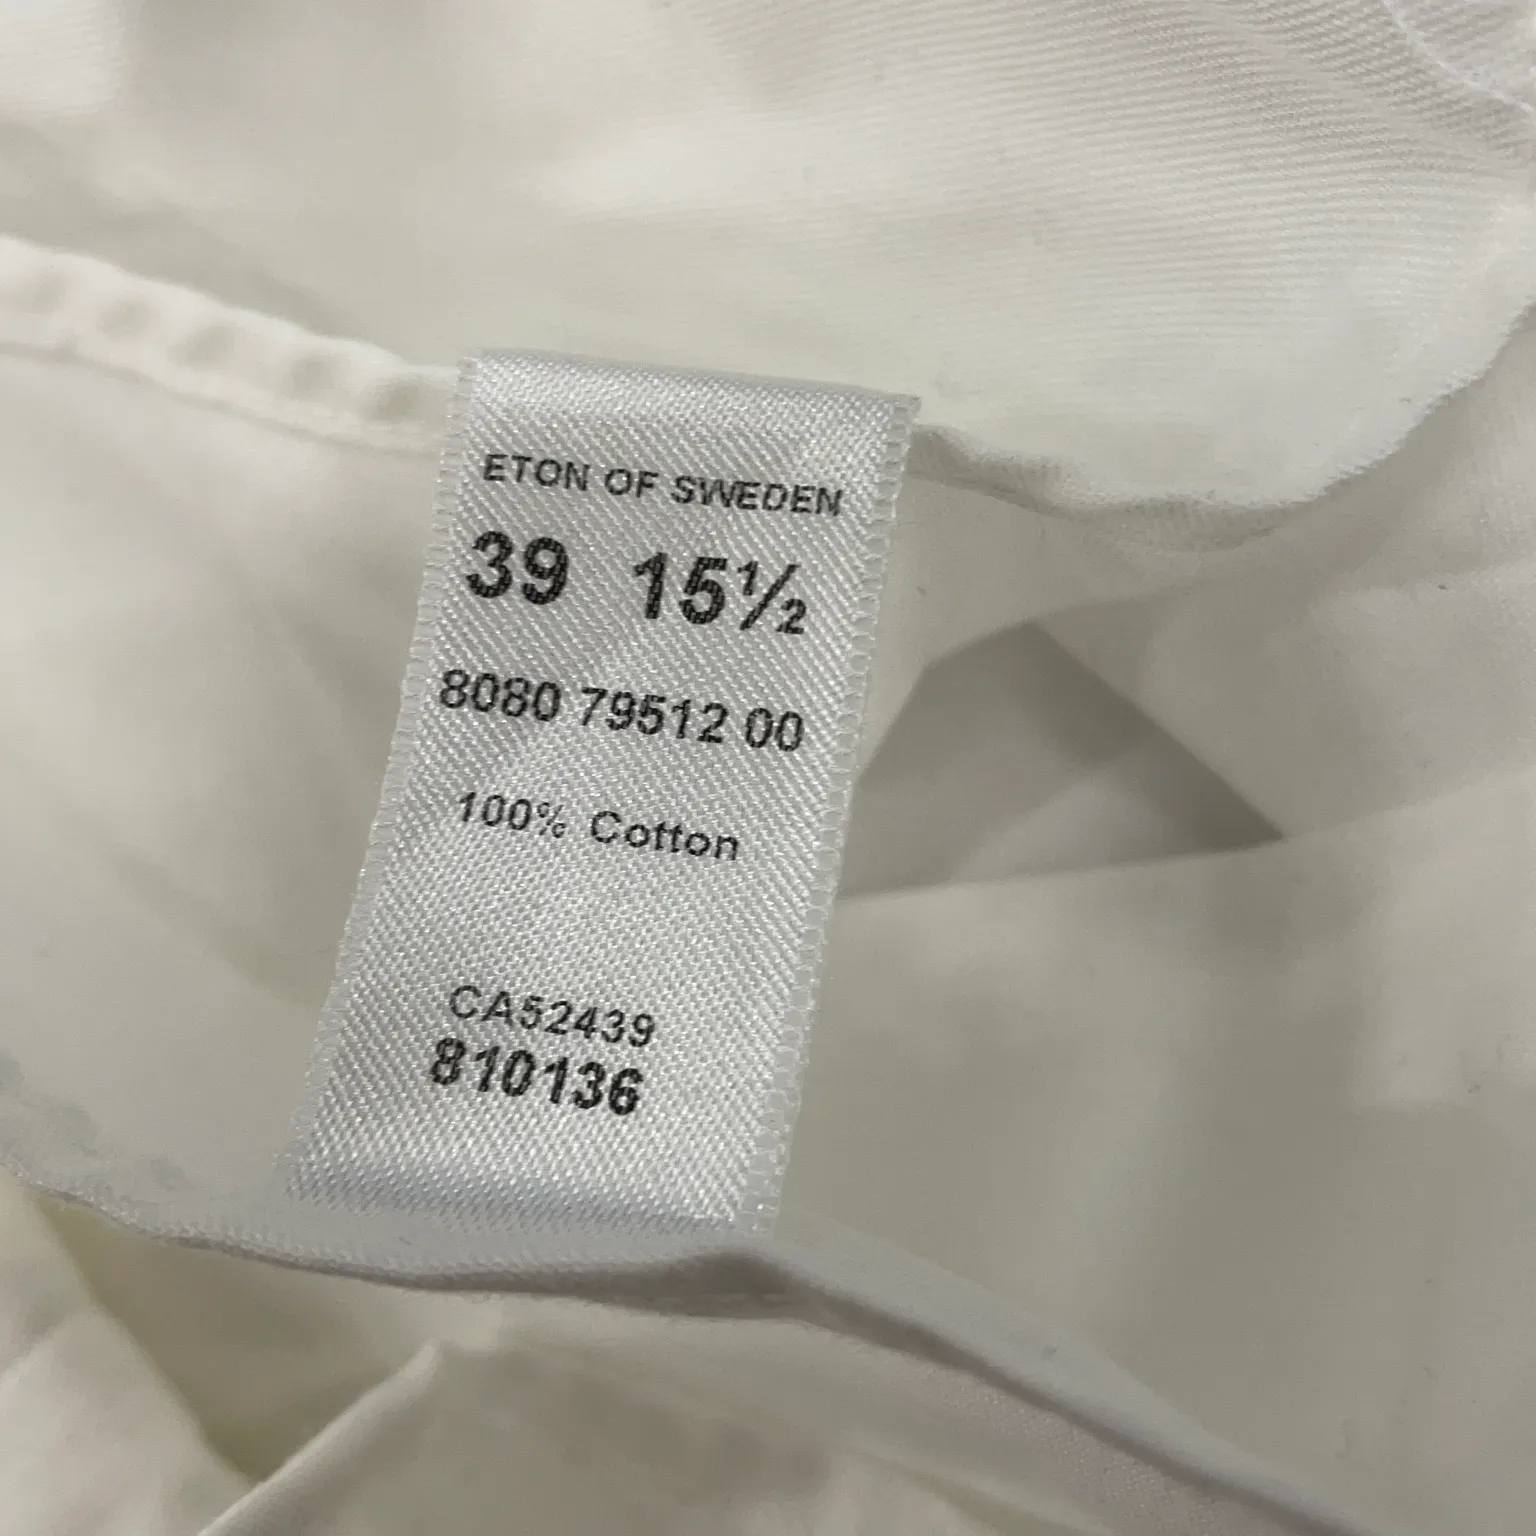 ETON OF SWEDEN
39 15½
8080 79512 00
100% Cotton
CA52439
810136